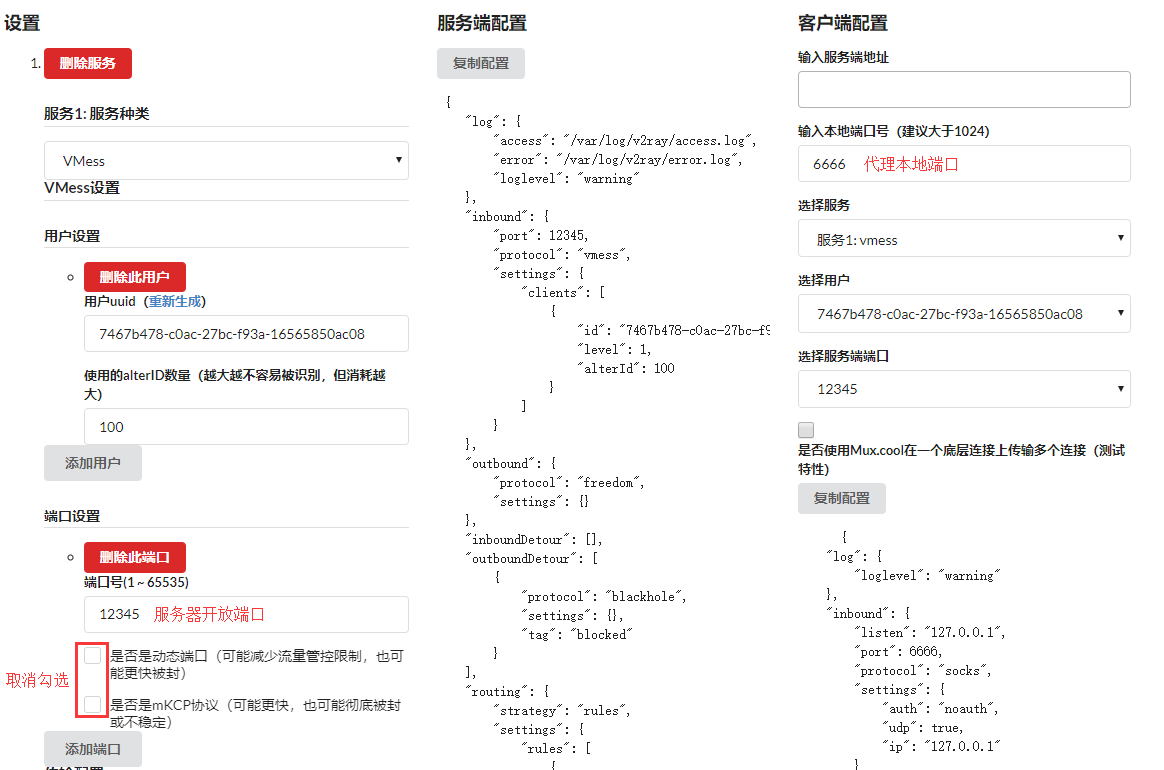 设置
1. 删除服务
服务1: 服务种类
VMess
VMess设置
用户设置
删除此用户
用户uuid（重新生成）
7467b478-c0ac-27bc-f93a-16565850ac08
使用的alterID数量（越大越不容易被识别，但消耗越
大）
100
添加用户
端口设置
删除此端口
端口号(1 ~ 65535)
12345 服务器开放端口
取消勾选
是否是动态端口（可能减少流量管控限制，也可
能更快被封）
是否是mKCP协议（可能更快，也可能彻底被封
或不稳定）
添加端口
服务端配置
复制配置
{
"log": {
"access": "/var/log/v2ray/access.log",
"error": "/var/log/v2ray/error.log",
"loglevel": "warning"
},
"inbound": {
"port": 12345,
"protocol": "vmess",
"settings": {
"clients": [
{
"id": "7467b478-c0ac-27bc-f9
"level": 1,
"alterId": 100
}
]
}
},
"outbound": {
"protocol": "freedom",
"settings": {}
},
"inboundDetour": [],
"outboundDetour": [
{
"protocol": "blackhole",
"settings": {},
"tag": "blocked"
}
],
"routing": {
"strategy": "rules",
"settings": {
"rules": [
{
客户端配置
输入服务端地址
输入本地端口号（建议大于1024）
6666 代理本地端口
选择服务
服务1: vmess
选择用户
7467b478-c0ac-27bc-f93a-16565850ac08
选择服务端端口
12345
是否使用Mux.cool在一个底层连接上传输多个连接（测试
特性）
复制配置
{
"log": {
"loglevel": "warning"
},
"inbound": {
"listen": "127.0.0.1",
"port": 6666,
"protocol": "socks",
"settings": {
"auth": "noauth",
"udp": true,
"ip": "127.0.0.1"
}